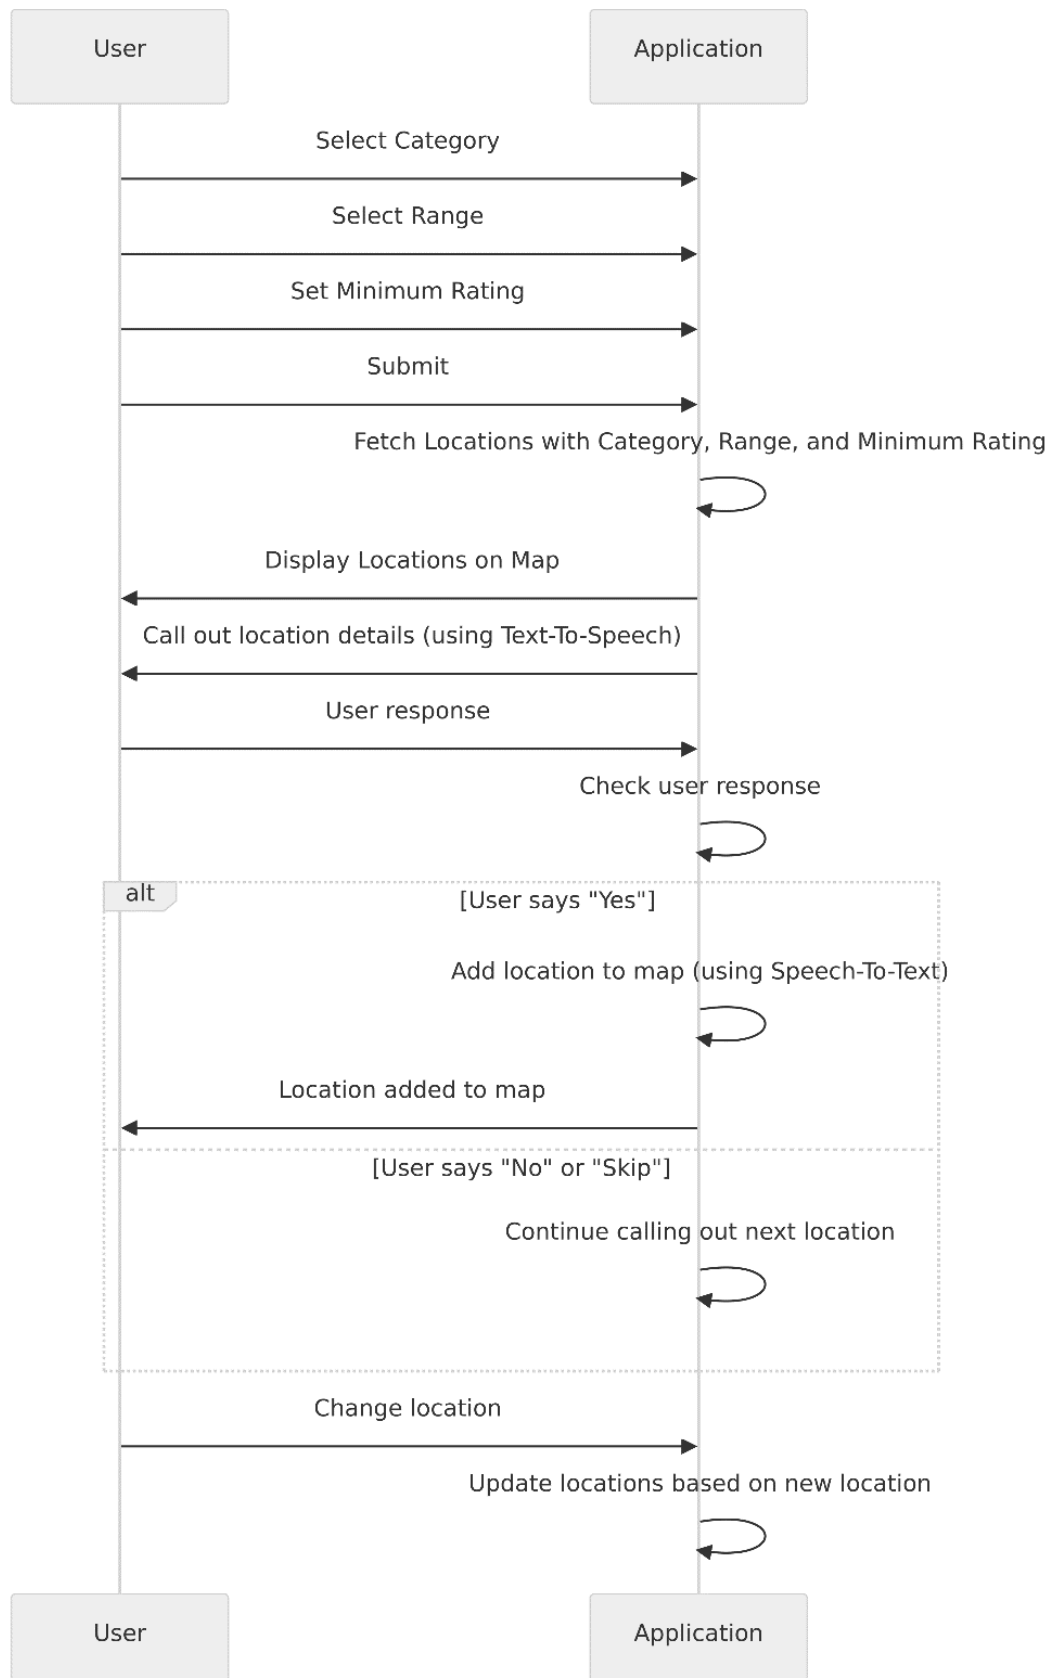 User
Application
Select Category
Select Range
Set Minimum Rating
Submit
Fetch Locations with Category, Range, and Minimum Rating
Display Locations on Map
Call out location details (using Text-To-Speech)
User response
Check user response
alt
[User says "Yes"]
Add location to map (using Speech-To-Text)
Location added to map
[User says "No" or "Skip"]
Continue calling out next location
Change location
Update locations based on new location
User
Application